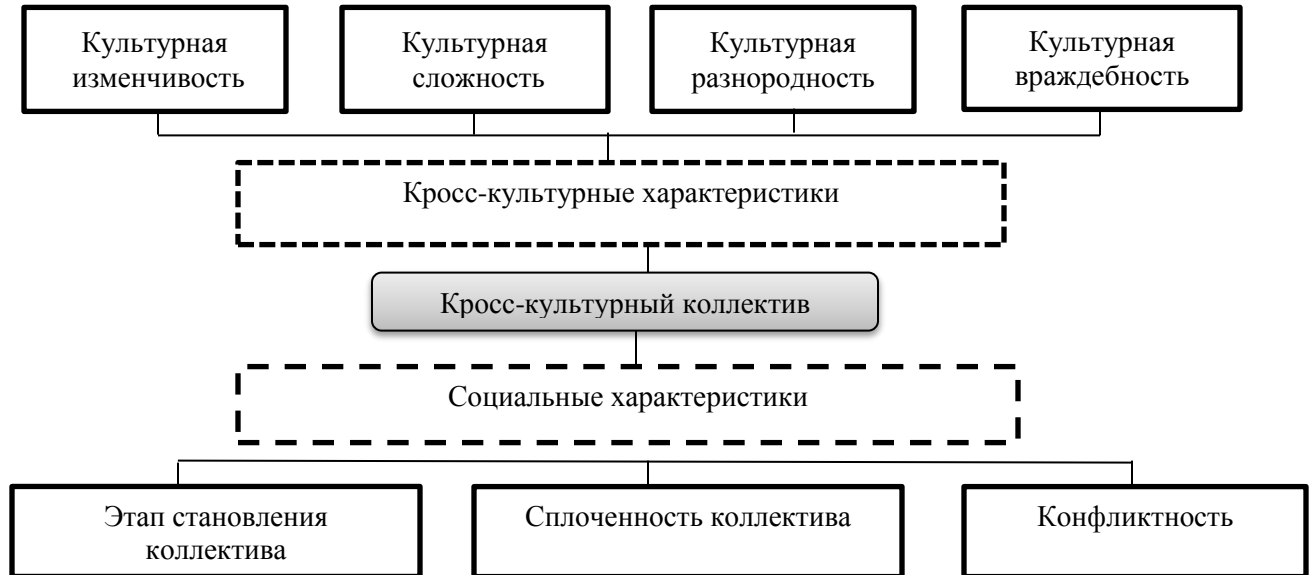 Культурная
изменчивость
Культурная
сложность
Культурная
разнородность
Культурная
враждебность
Кросс-культурные характеристики
Кросс-культурный коллектив
Социальные характеристики
Этап становления
коллектива
Сплоченность коллектива
Конфликтность